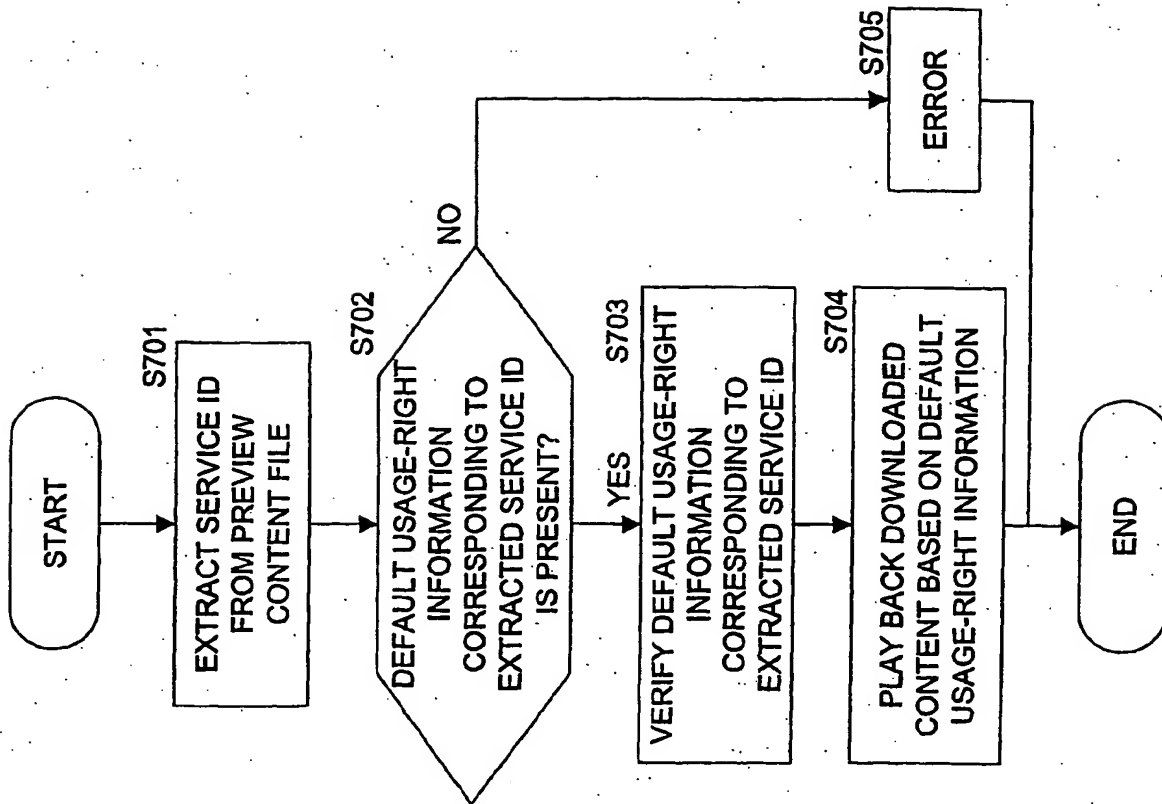 START
S701
EXTRACT SERVICE ID
FROM PREVIEW
CONTENT FILE
S702
DEFAULT USAGE-RIGHT
INFORMATION
CORRESPONDING TO
EXTRACTED SERVICE ID
IS PRESENT?
NO
YES
S703
VERIFY DEFAULT USAGE-RIGHT
INFORMATION
CORRESPONDING TO
EXTRACTED SERVICE ID
S704
PLAY BACK DOWNLOADED
CONTENT BASED ON DEFAULT
USAGE-RIGHT INFORMATION
S705
ERROR
END